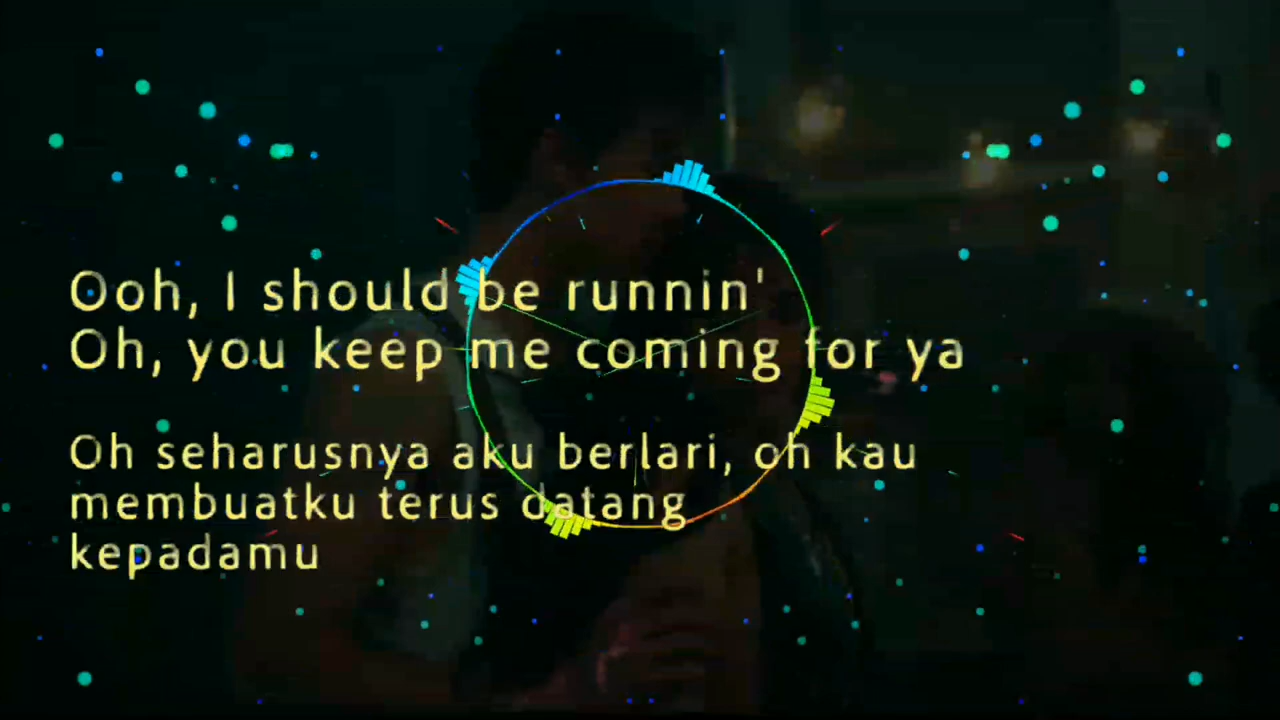 Ooh, I should be runnin'
Oh, you keep me coming for ya
Oh seharusnya aku berlari, oh kau
membuatku terus datang
kepadamu